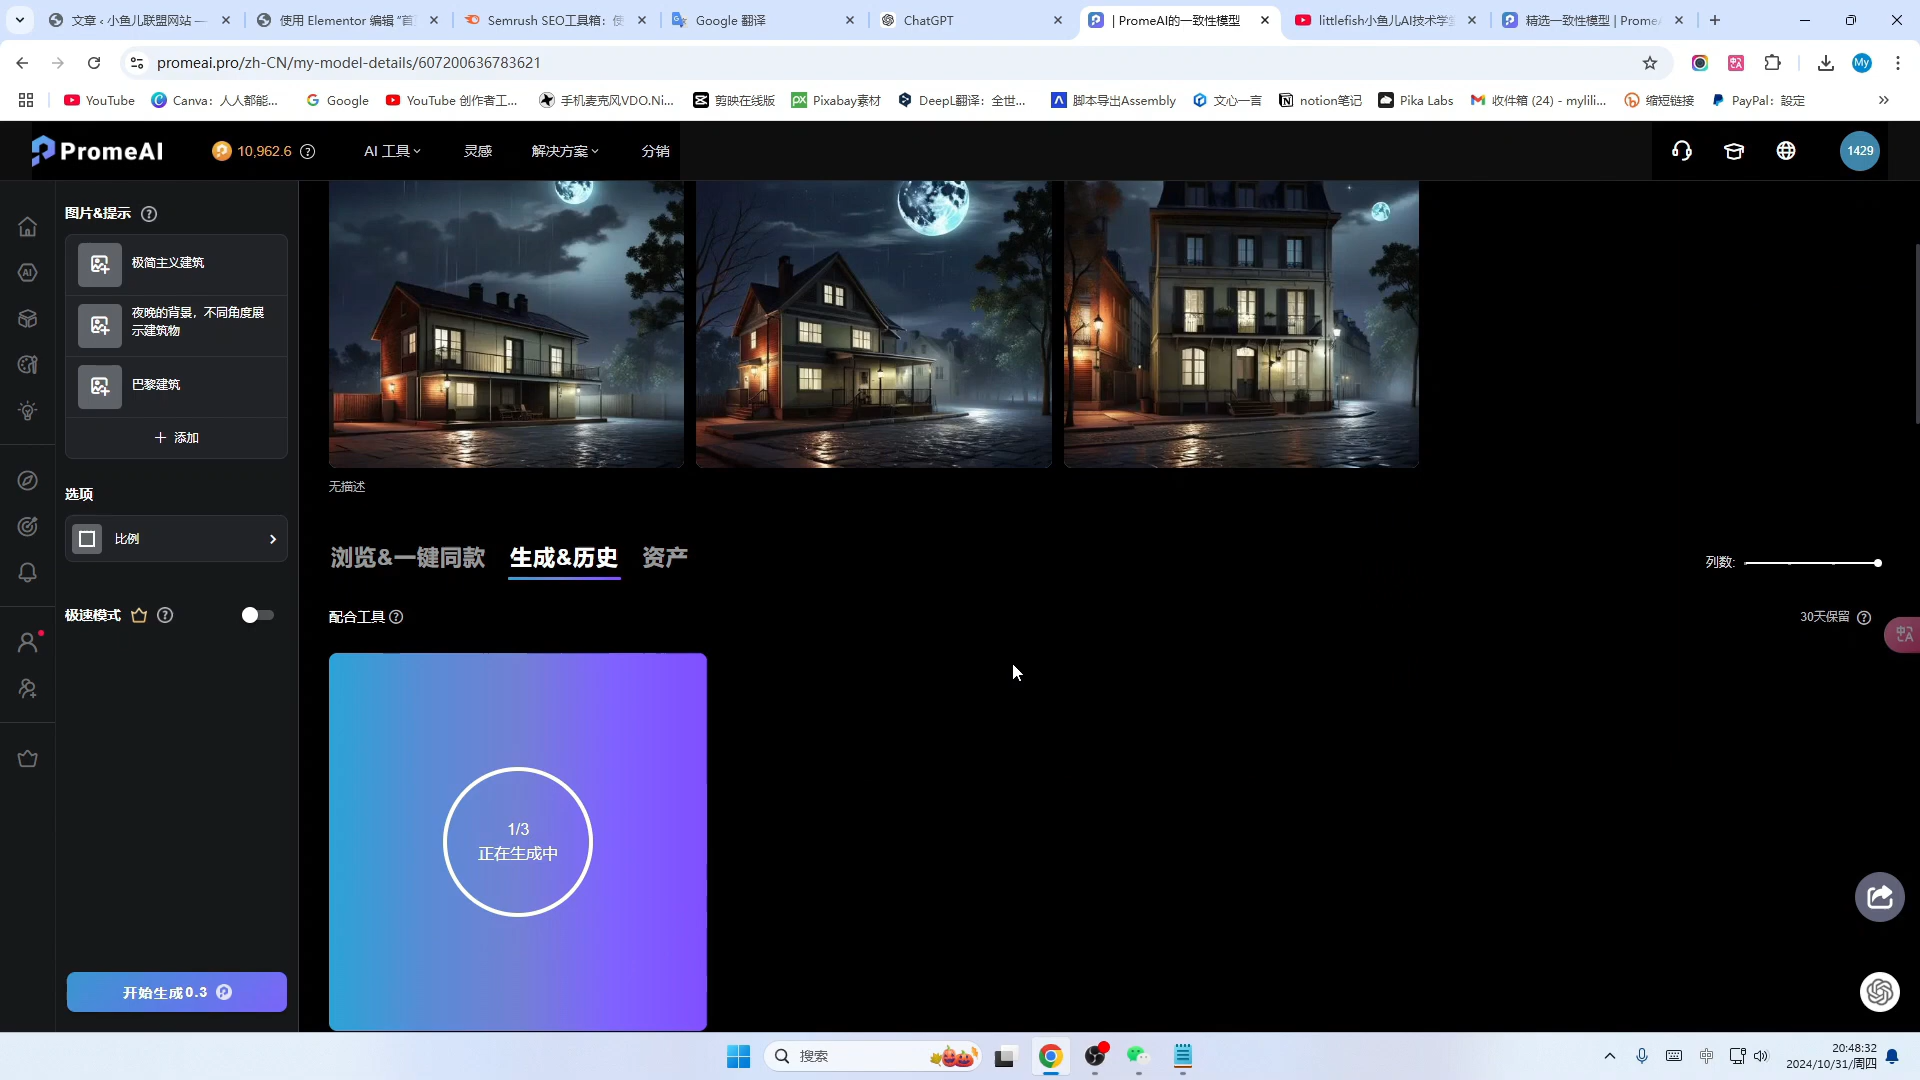 文章 ‹ 小鱼儿联盟网站 —
使用 Elementor 编辑 "首
Semrush SEO工具箱：使
Google 翻译
ChatGPT
| PromeAI的一致性模型
littlefish小鱼儿AI技术学
精选一致性模型 | Prome
promeai.pro/zh-CN/my-model-details/607200636783621
My
YouTube
Canva：人人都能...
Google
YouTube 创作者工...
手机麦克风VDO.Ni...
剪映在线版
Pixabay素材
DeepL翻译：全世...
脚本导出Assembly
文心一言
notion笔记
Pika Labs
收件箱 (24) - mylili...
缩短链接
PayPal：設定
PromeAI
10,962.6
AI 工具
灵感
解决方案
分销
1429
图片&提示
极简主义建筑
夜晚的背景，不同角度展
示建筑物
巴黎建筑
+ 添加
选项
比例
极速模式
开始生成0.3
无描述
浏览&一键同款
生成&历史
资产
列数:
配合工具
30天保留
1/3
正在生成中
搜索
中
20:48:32
2024/10/31/周四